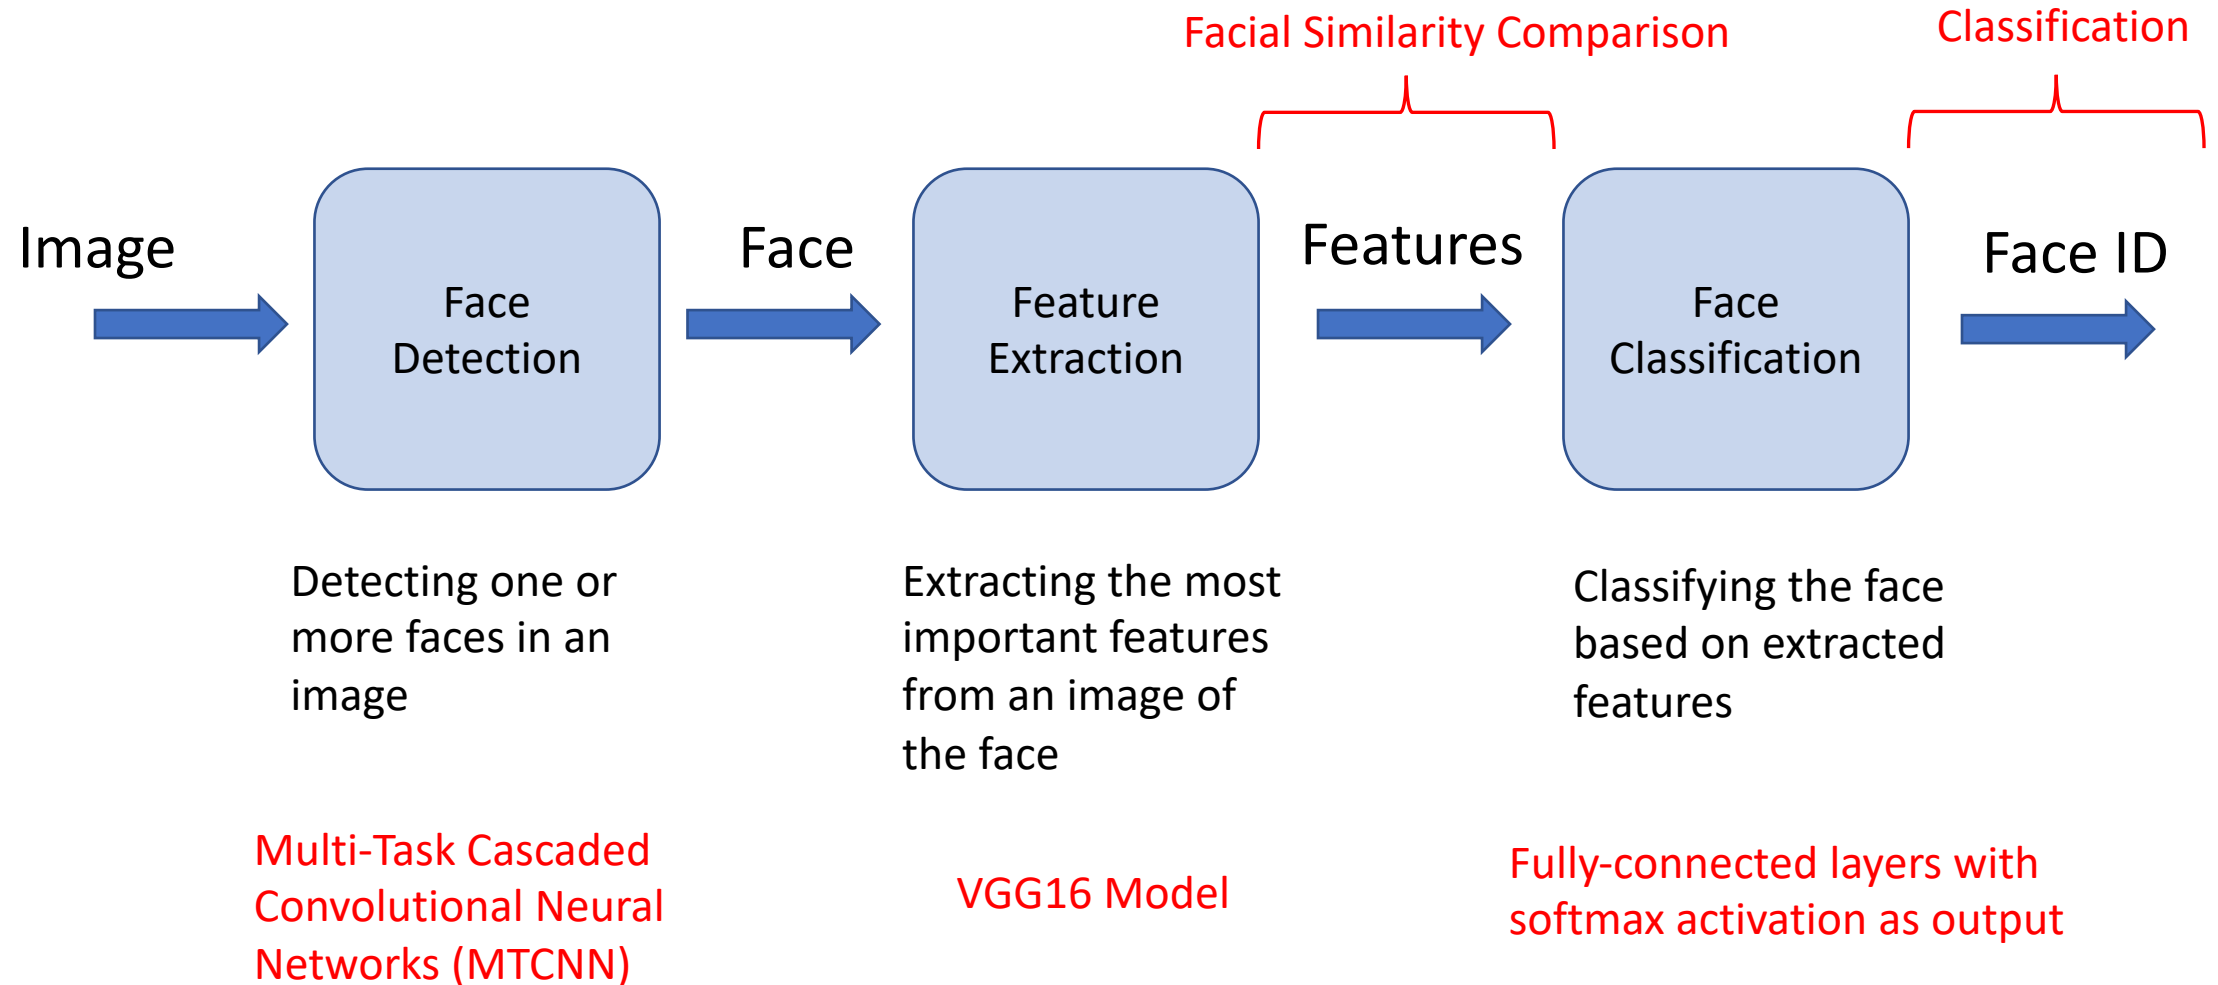 Facial Similarity Comparison
Classification
Image
Face
Detection
Face
Feature
Extraction
Features
Face
Classification
Face ID
Detecting one or
more faces in an
image
Extracting the most
important features
from an image of
the face
Classifying the face
based on extracted
features
Multi-Task Cascaded
Convolutional Neural
Networks (MTCNN)
VGG16 Model
Fully-connected layers with
softmax activation as output